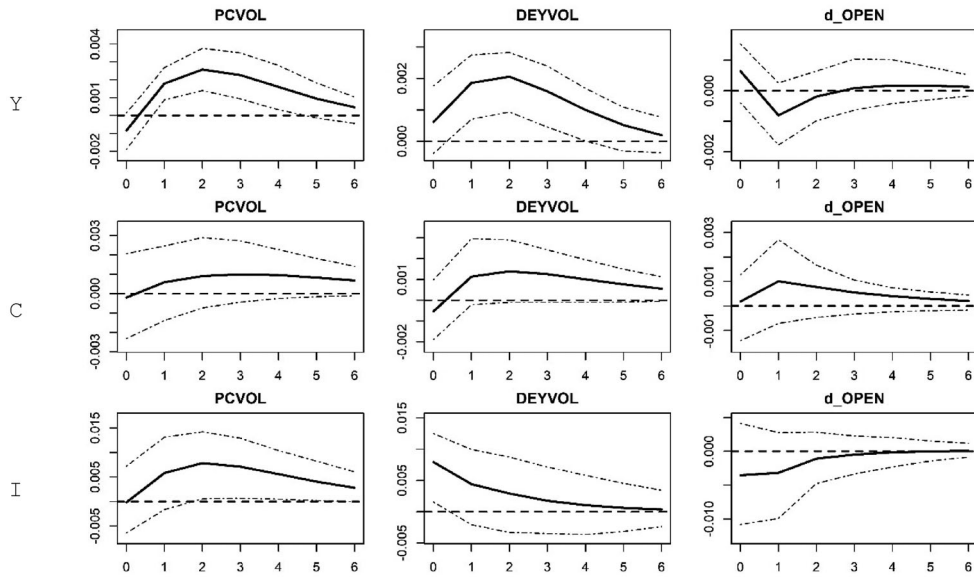 PCVOL DEYVOL d_OPEN
Y
0.004 0.001 -0.002
0.002 0.000
0.000 -0.002
0 1 2 3 4 5 6 0 1 2 3 4 5 6 0 1 2 3 4 5 6
PCVOL DEYVOL d_OPEN
C
0.003 0.000 -0.003
0.001 -0.002
0.003 0.001 -0.001
0 1 2 3 4 5 6 0 1 2 3 4 5 6 0 1 2 3 4 5 6
PCVOL DEYVOL d_OPEN
I
0.015 0.005 -0.005
0.015 0.005 -0.005
0.000 -0.010
0 1 2 3 4 5 6 0 1 2 3 4 5 6 0 1 2 3 4 5 6